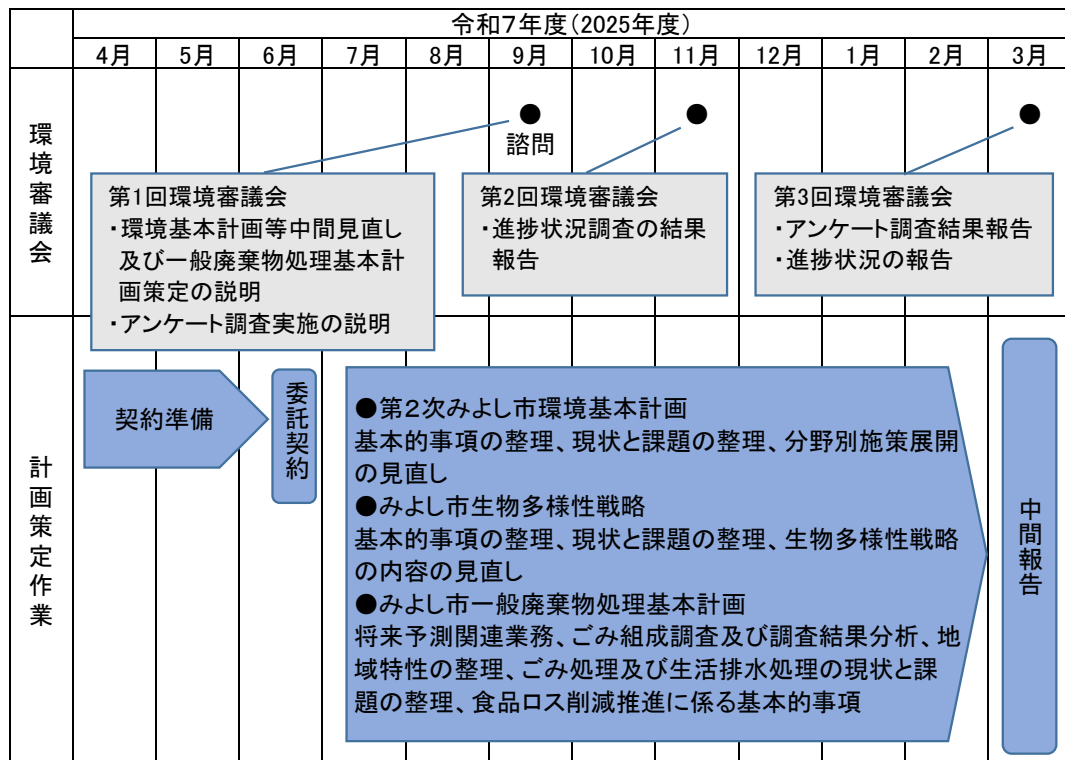 令和7年度(2025年度)
4月 5月 6月 7月 8月 9月 10月 11月 12月 1月 2月 3月
環境審議会
● ● ●
諮問
第1回環境審議会
・環境基本計画等中間見直し
及び一般廃棄物処理基本計
画策定の説明
・アンケート調査実施の説明
第2回環境審議会
・進捗状況調査の結果
報告
第3回環境審議会
・アンケート調査結果報告
・進捗状況の報告
計画策定作業
契約準備
委託契約
●第2次みよし市環境基本計画
基本的事項の整理、現状と課題の整理、分野別施策展開
の見直し
●みよし市生物多様性戦略
基本的事項の整理、現状と課題の整理、生物多様性戦略
の内容の見直し
●みよし市一般廃棄物処理基本計画
将来予測関連業務、ごみ組成調査及び調査結果分析、地
域特性の整理、ごみ処理及び生活排水処理の現状と課
題の整理、食品ロス削減推進に係る基本的事項
中間報告